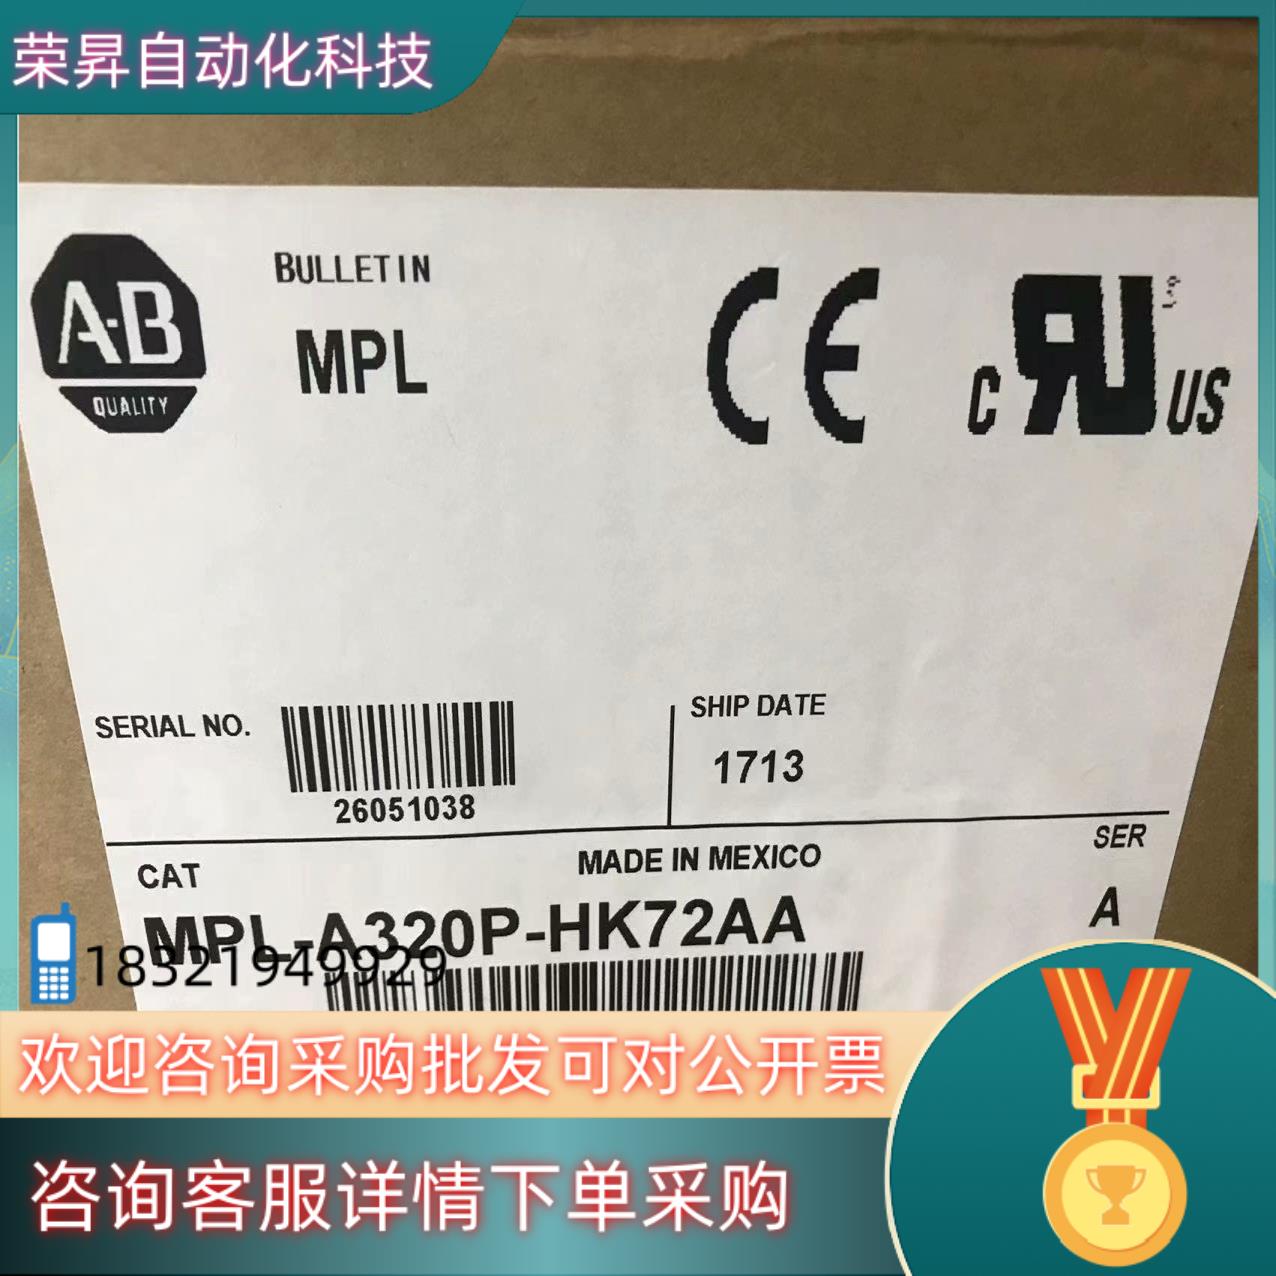 荣昇自动化科技
A-B
QUALITY
BULLETIN
MPL
CE
C RU US
SERIAL NO.
26051038
SHIP DATE
1713
CAT
MADE IN MEXICO
SER
MPL-A320P-HK72AA
A
18321949929
欢迎咨询采购批发可对公开票
咨询客服详情下单采购